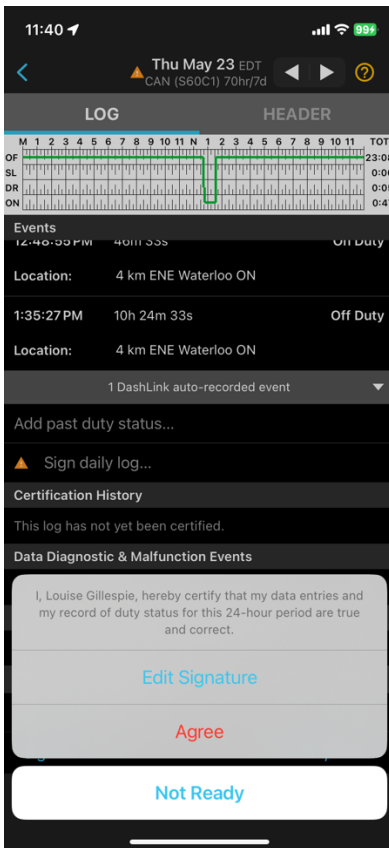 11:40
99
Thu May 23 EDT
CAN (S60C1) 70hr/7d
?
LOG HEADER
M 1 2 3 4 5 6 7 8 9 10 11 N 1 2 3 4 5 6 7 8 9 10 11 TOT
OF 23:0
SL 0:0
DR 0:0
ON 0:4
Events
12:48:55 PM 46m 33s Off Duty
Location: 4 km ENE Waterloo ON
1:35:27 PM 10h 24m 33s Off Duty
Location: 4 km ENE Waterloo ON
1 DashLink auto-recorded event
Add past duty status...
Sign daily log...
Certification History
This log has not yet been certified.
Data Diagnostic & Malfunction Events
I, Louise Gillespie, hereby certify that my data entries and
my record of duty status for this 24-hour period are true
and correct.
Edit Signature
Agree
Not Ready